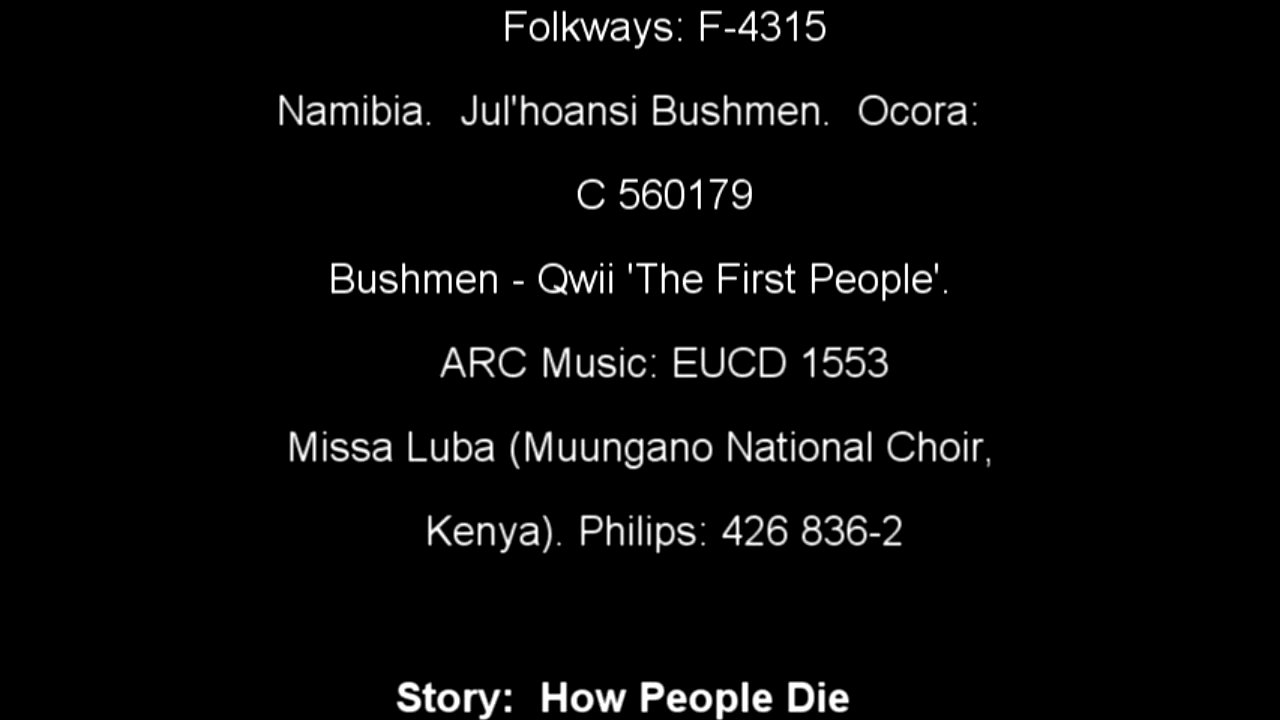 Folkways: F-4315
Namibia.  Jul'hoansi Bushmen.  Ocora:
C 560179
Bushmen - Qwii 'The First People'.
ARC Music: EUCD 1553
Missa Luba (Muungano National Choir,
Kenya). Philips: 426 836-2
Story:  How People Die